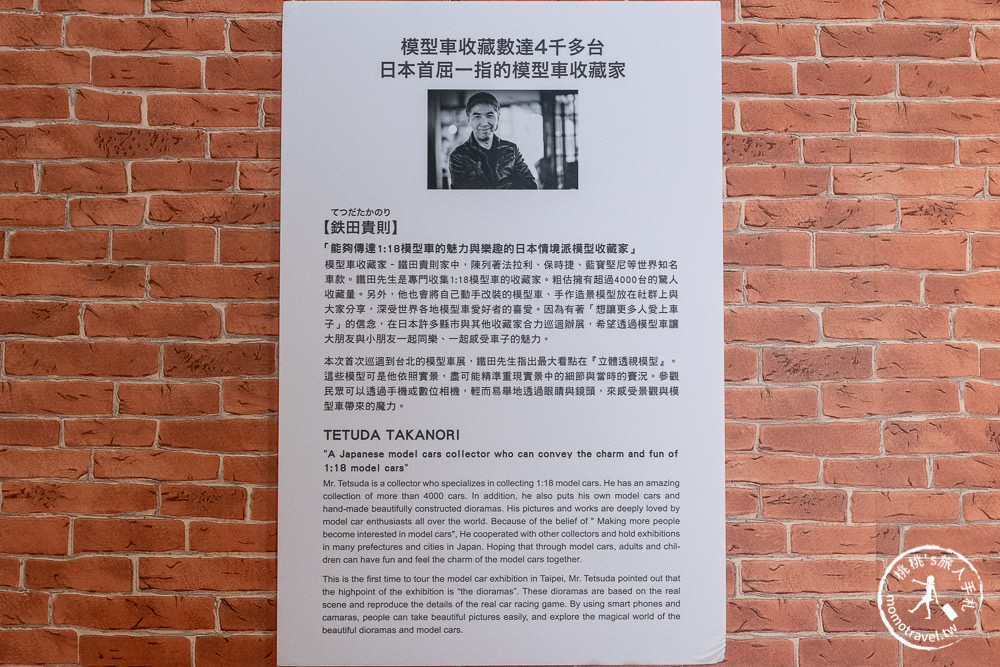 模型車收藏數達4千多台
日本首屈一指的模型車收藏家
てつだたかのり
【鉄田貴則】
「能夠傳達1:18模型車的魅力與樂趣的日本情境派模型收藏家」
模型車收藏家－鐵田貴則家中，陳列著法拉利、保時捷、藍寶堅尼等世界知名
車款。鐵田先生是專門收集1:18模型車的收藏家。粗估擁有超過4000台的驚人
收藏量。另外，他也會將自己動手改裝的模型車、手作造景模型放在社群上與
大家分享，深受世界各地模型車愛好者的喜愛。因為有著「想讓更多人愛上車
子」的信念，在日本許多縣市與其他收藏家合力巡迴辦展，希望透過模型車讓
大朋友與小朋友一起同樂、一起感受車子的魅力。
本次首次巡迴到台北的模型車展，鐵田先生指出最大看點在『立體透視模型』。
這些模型可是他依照實景，盡可能精準重現實景中的細節與當時的賽況。參觀
民眾可以透過手機或數位相機，輕而易舉地透過眼睛與鏡頭，來感受景觀與模
型車帶來的魔力。
TETUDA TAKANORI
"A Japanese model cars collector who can convey the charm and fun of
1:18 model cars"
Mr. Tetsuda is a collector who specializes in collecting 1:18 model cars. He has an amazing
collection of more than 4000 cars. In addition, he also puts his own model cars and
hand-made beautifully constructed dioramas. His pictures and works are deeply loved by
model car enthusiasts all over the world. Because of the belief of " Making more people
become interested in model cars", He cooperated with other collectors and hold exhibitions
in many prefectures and cities in Japan. Hoping that through model cars, adults and chil-
dren can have fun and feel the charm of the model cars together.
This is the first time to tour the model car exhibition in Taipei, Mr. Tetsuda pointed out that
the highpoint of the exhibition is “the dioramas”. These dioramas are based on the real
scene and reproduce the details of the real car racing game. By using smart phones and
camaras, people can take beautiful pictures easily, and explore the magical world of the
beautiful dioramas and model cars.
桃桃's旅人手札
momotravel.tw